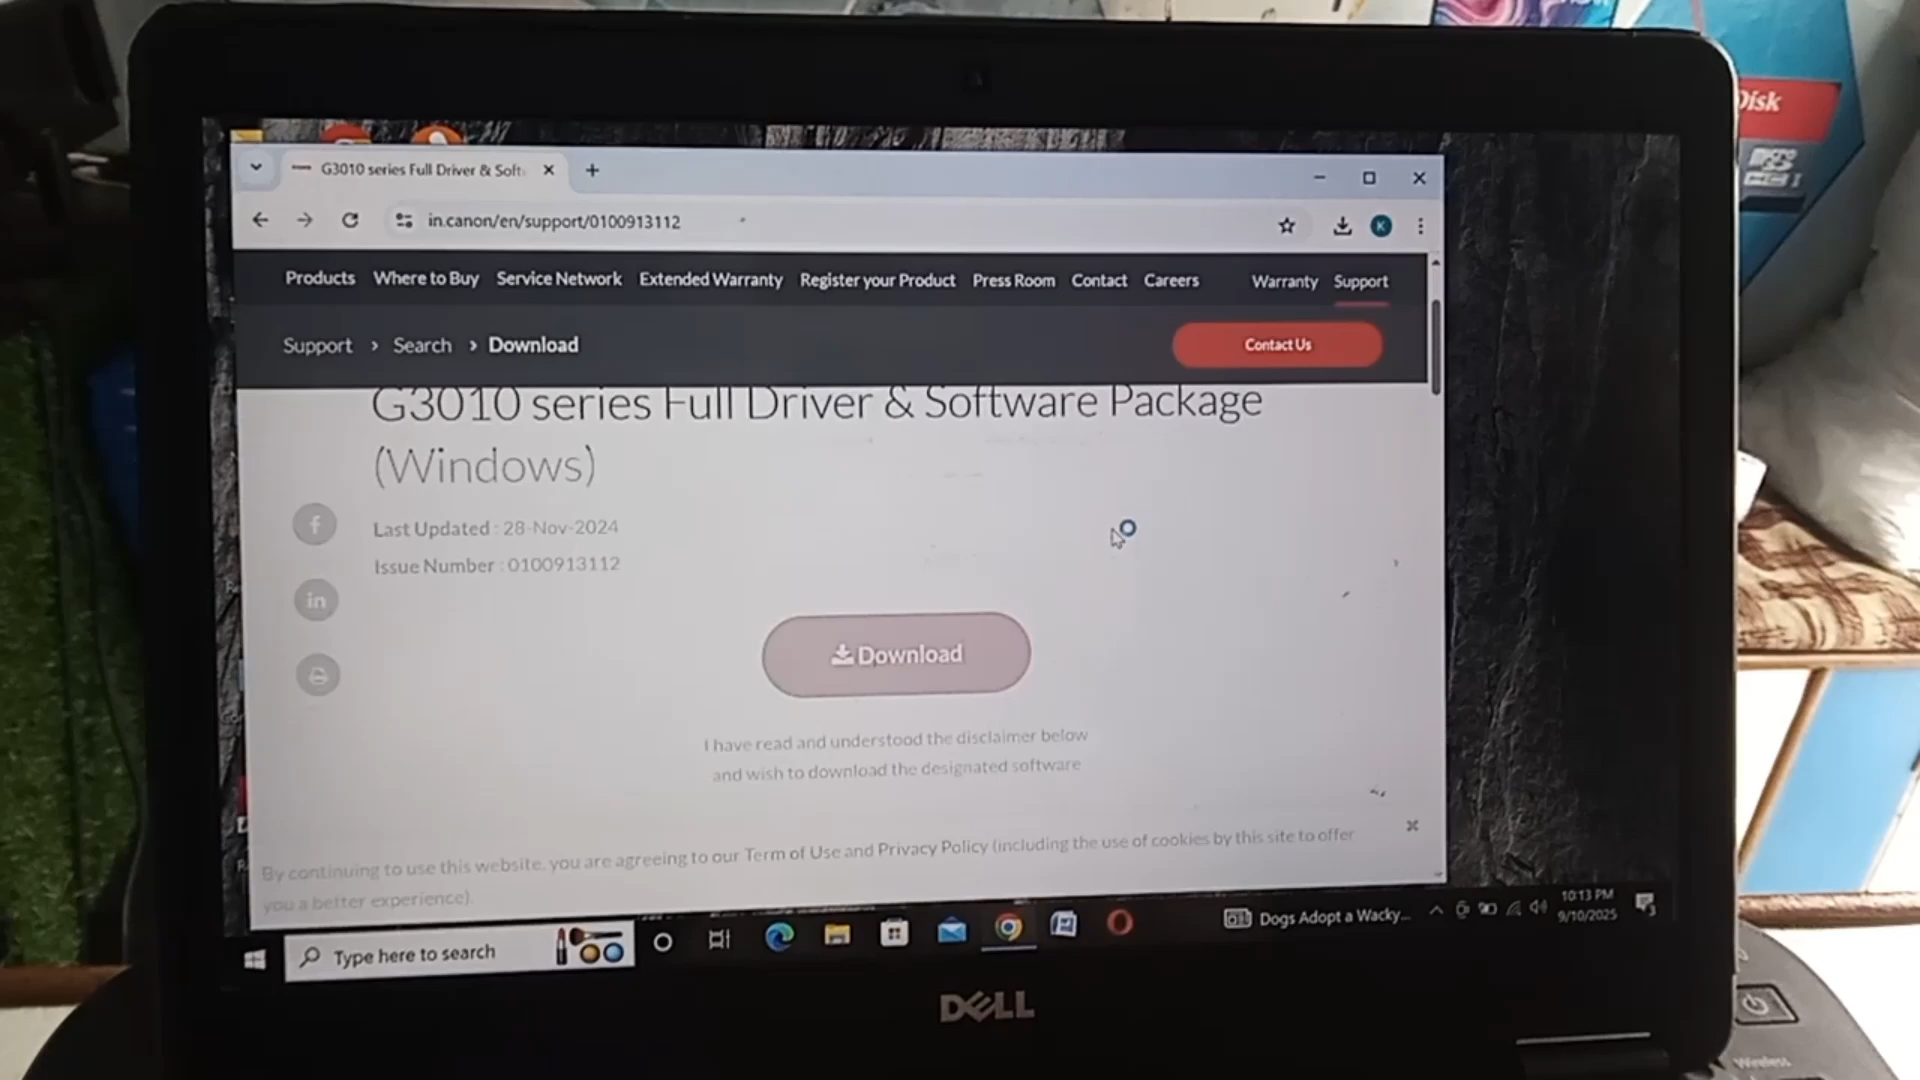 Disk
G3010 series Full Driver & Soft
in.canon/en/support/0100913112
K
Products Where to Buy Service Network Extended Warranty Register your Product Press Room Contact Careers Warranty Support
Support > Search > Download
Contact Us
G3010 series Full Driver & Software Package
(Windows)
Last Updated : 28-Nov-2024
Issue Number : 0100913112
f
in
Download
I have read and understood the disclaimer below
and wish to download the designated software
By continuing to use this website, you are agreeing to our Term of Use and Privacy Policy (including the use of cookies by this site to offer
you a better experience).
Type here to search
Dogs Adopt a Wacky...
10:13 PM
9/10/2025
DELL
Wireless